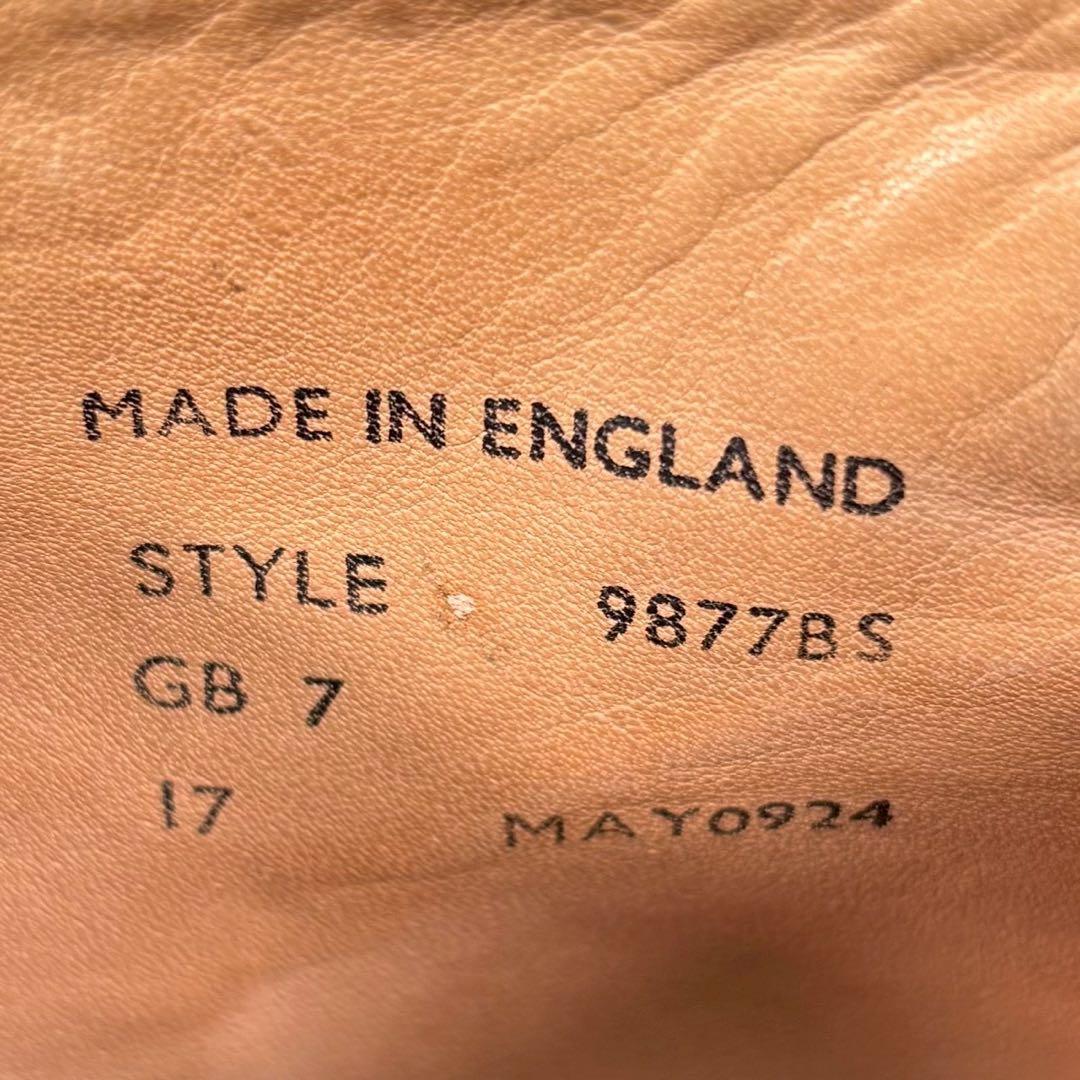 MADE IN ENGLAND
STYLE 9877BS
GB 7
17 MAY0924